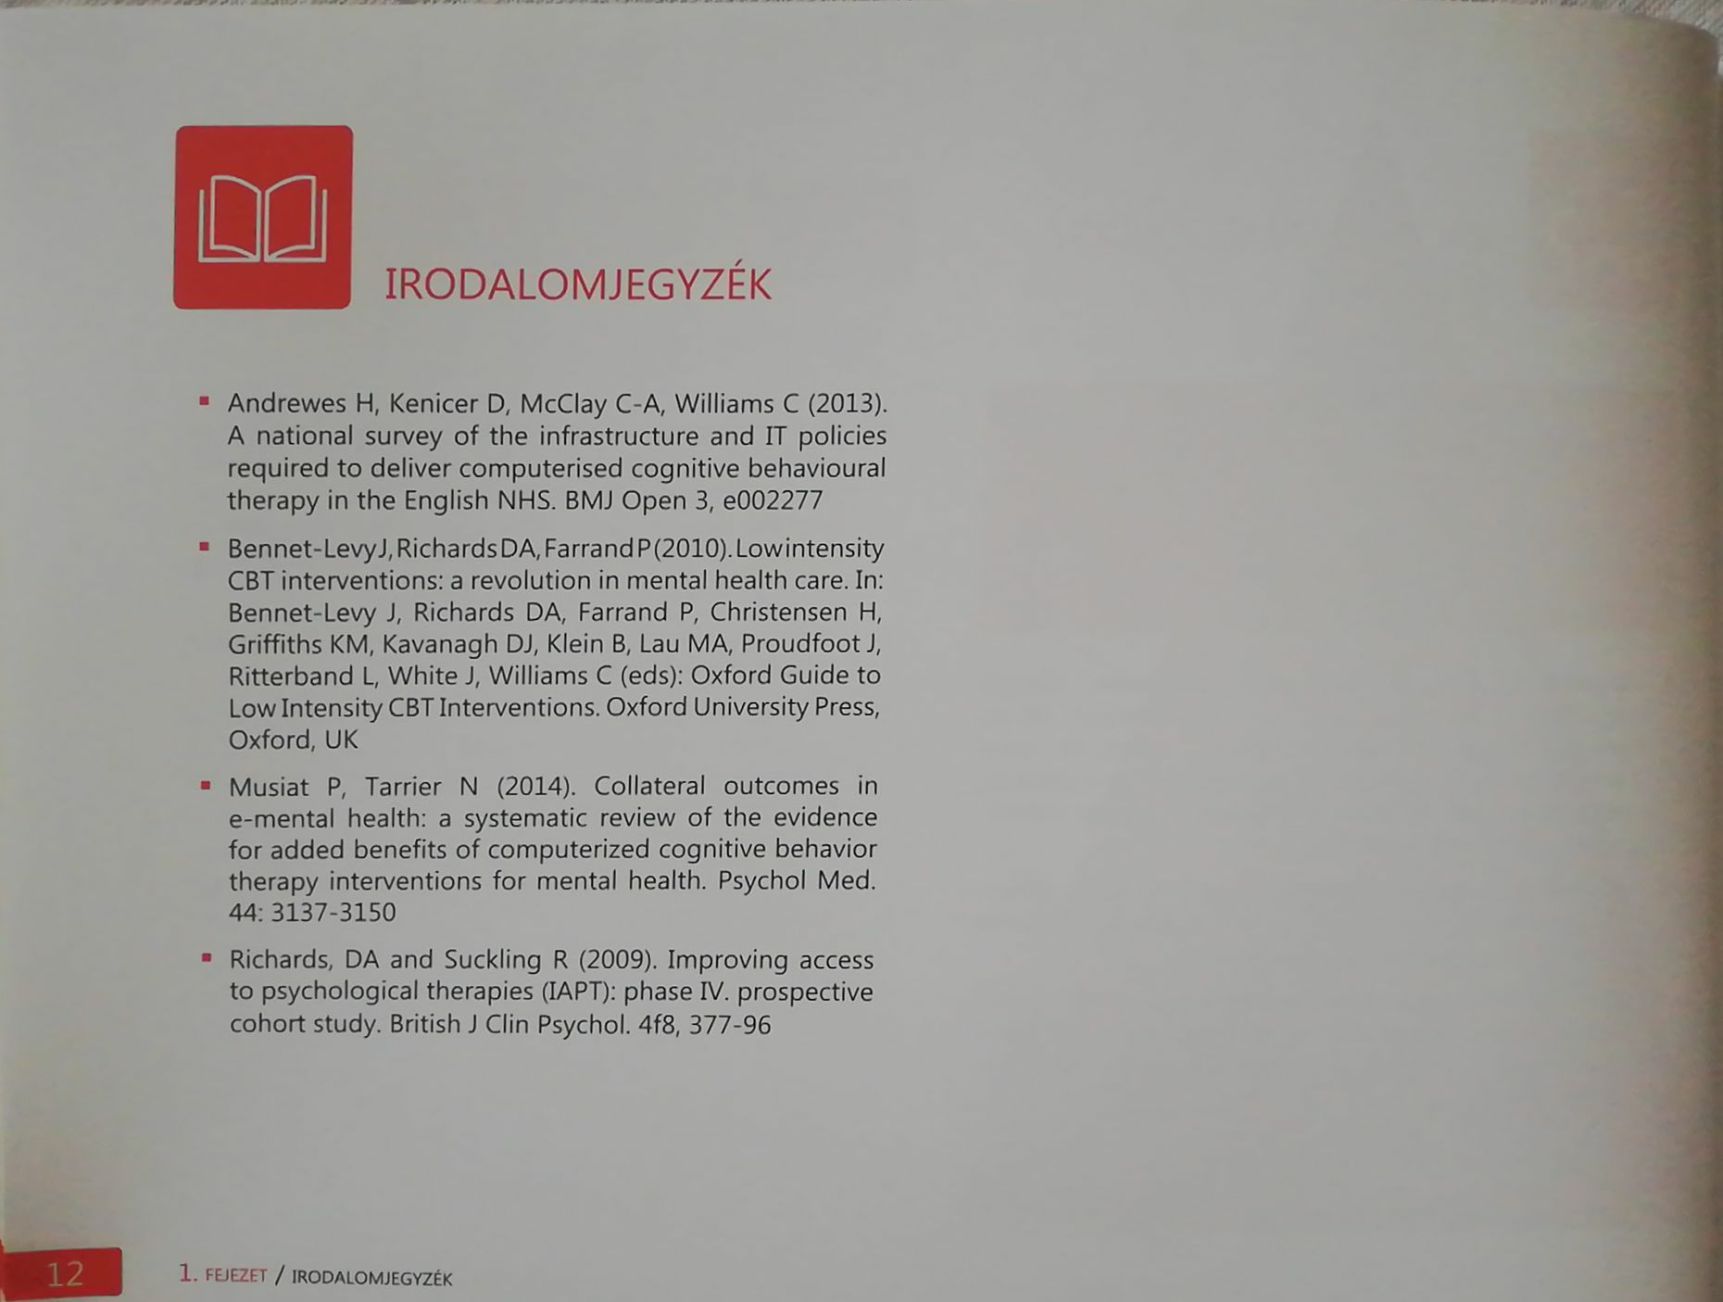 IRODALOMJEGYZÉK
▪ Andrewes H, Kenicer D, McClay C-A, Williams C (2013).
A national survey of the infrastructure and IT policies
required to deliver computerised cognitive behavioural
therapy in the English NHS. BMJ Open 3, e002277
▪ Bennet-Levy J, Richards DA, Farrand P (2010). Low intensity
CBT interventions: a revolution in mental health care. In:
Bennet-Levy J, Richards DA, Farrand P, Christensen H,
Griffiths KM, Kavanagh DJ, Klein B, Lau MA, Proudfoot J,
Ritterband L, White J, Williams C (eds): Oxford Guide to
Low Intensity CBT Interventions. Oxford University Press,
Oxford, UK
▪ Musiat P, Tarrier N (2014). Collateral outcomes in
e-mental health: a systematic review of the evidence
for added benefits of computerized cognitive behavior
therapy interventions for mental health. Psychol Med.
44: 3137-3150
▪ Richards, DA and Suckling R (2009). Improving access
to psychological therapies (IAPT): phase IV. prospective
cohort study. British J Clin Psychol. 4f8, 377-96
12 1. FEJEZET / IRODALOMJEGYZÉK